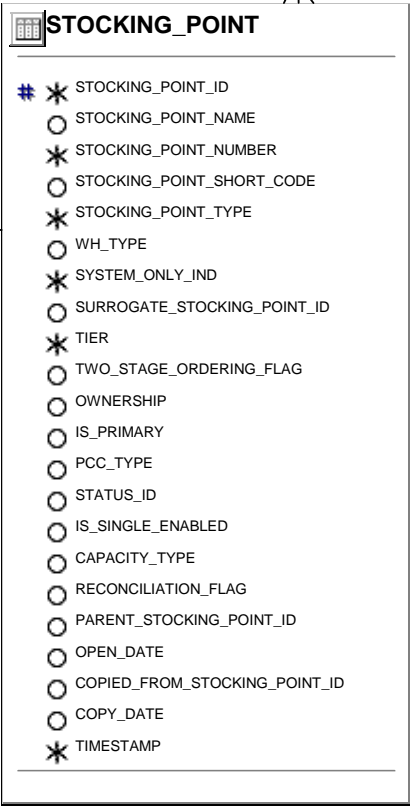 STOCKING_POINT
# * STOCKING_POINT_ID
o STOCKING_POINT_NAME
* STOCKING_POINT_NUMBER
o STOCKING_POINT_SHORT_CODE
* STOCKING_POINT_TYPE
o WH_TYPE
* SYSTEM_ONLY_IND
o SURROGATE_STOCKING_POINT_ID
* TIER
o TWO_STAGE_ORDERING_FLAG
o OWNERSHIP
o IS_PRIMARY
o PCC_TYPE
o STATUS_ID
o IS_SINGLE_ENABLED
o CAPACITY_TYPE
o RECONCILIATION_FLAG
o PARENT_STOCKING_POINT_ID
o OPEN_DATE
o COPIED_FROM_STOCKING_POINT_ID
o COPY_DATE
* TIMESTAMP